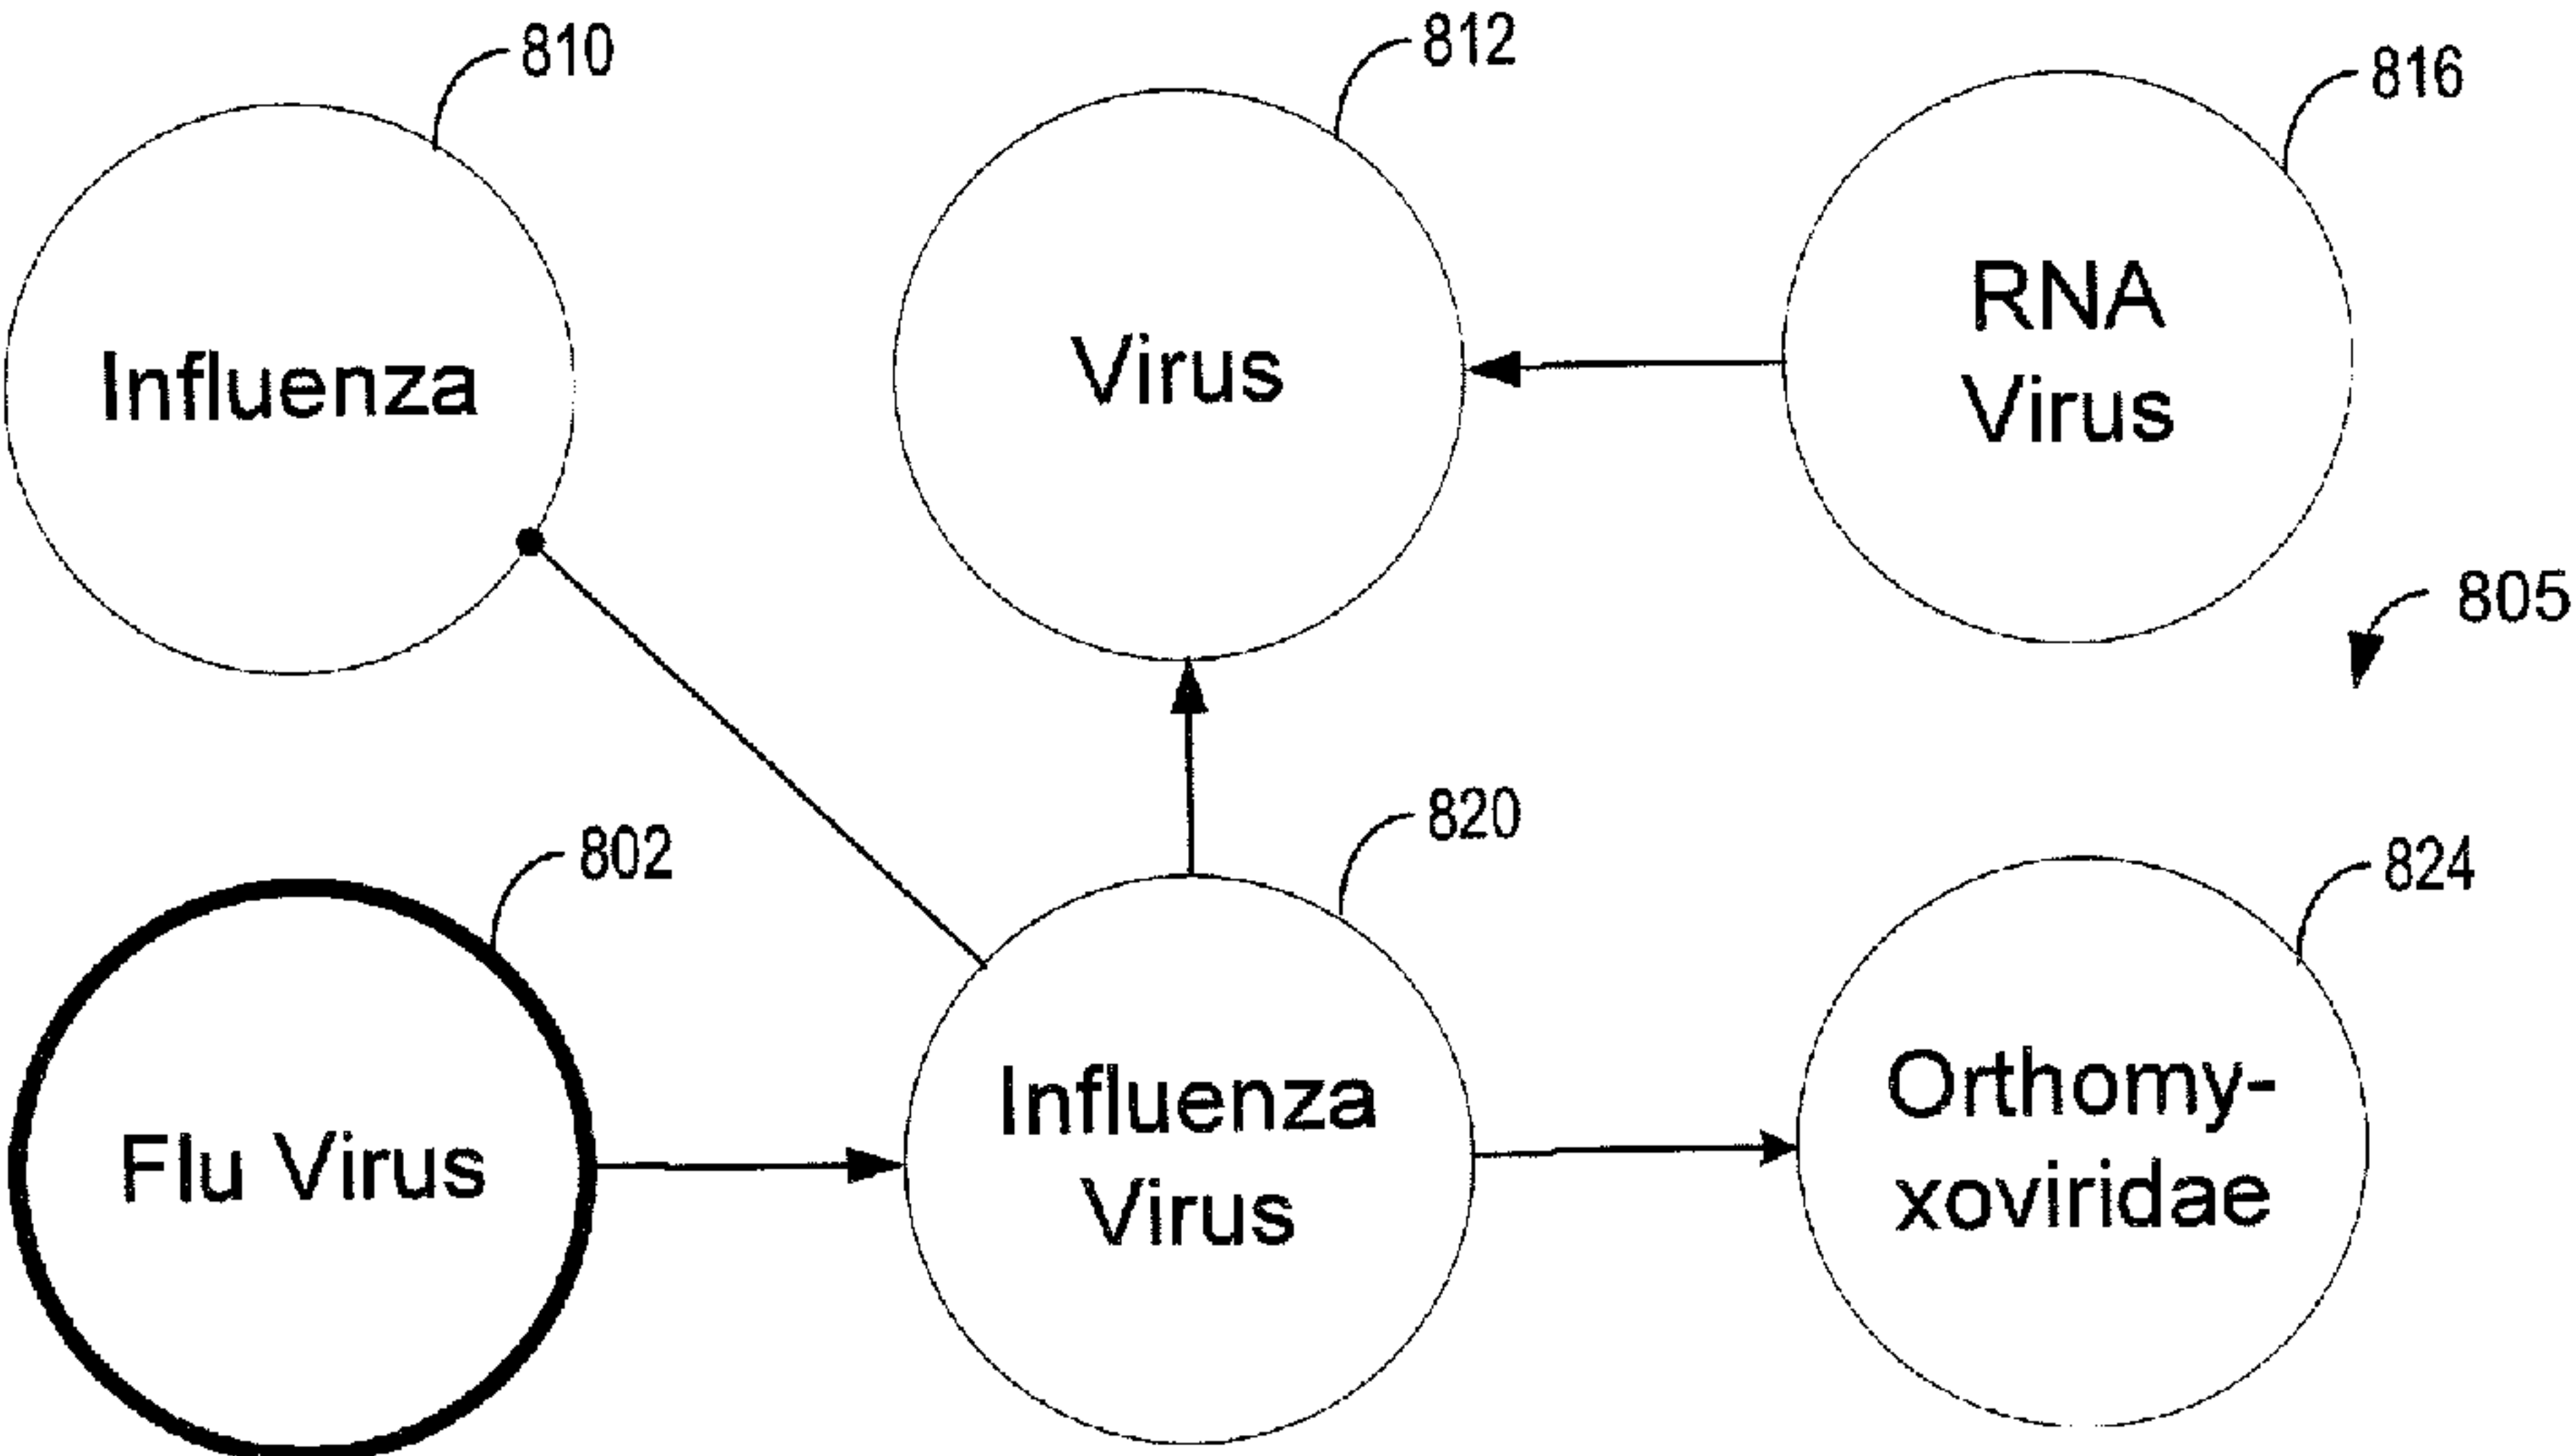 810
812
816
Influenza
Virus
RNA
Virus
805
802
820
824
Flu Virus
Influenza
Virus
Orthomy-
xoviridae